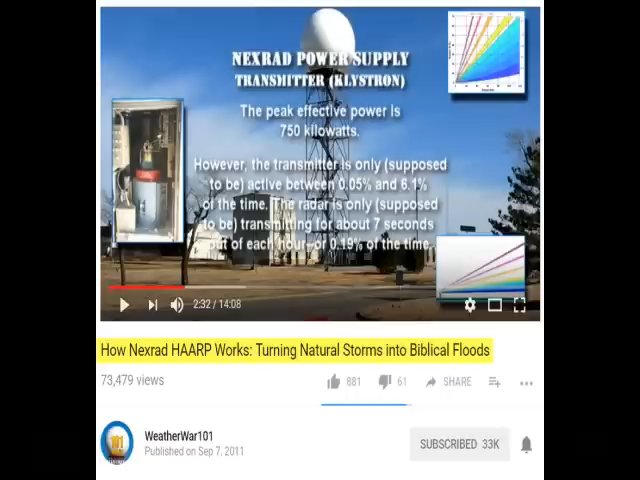 NEXRAD POWER SUPPLY
TRANSMITTER (KLYSTRON)
The peak effective power is
750 kilowatts.
However, the transmitter is only (supposed
to be) active between 0.05% and 6.1%
of the time. The radar is only (supposed
to be) transmitting for about 7 seconds
out of each hour--or 0.19% of the time.
2:32 / 14:08
How Nexrad HAARP Works: Turning Natural Storms into Biblical Floods
73,479 views
881
61
SHARE
101
WeatherWar101
Published on Sep 7, 2011
SUBSCRIBED 33K